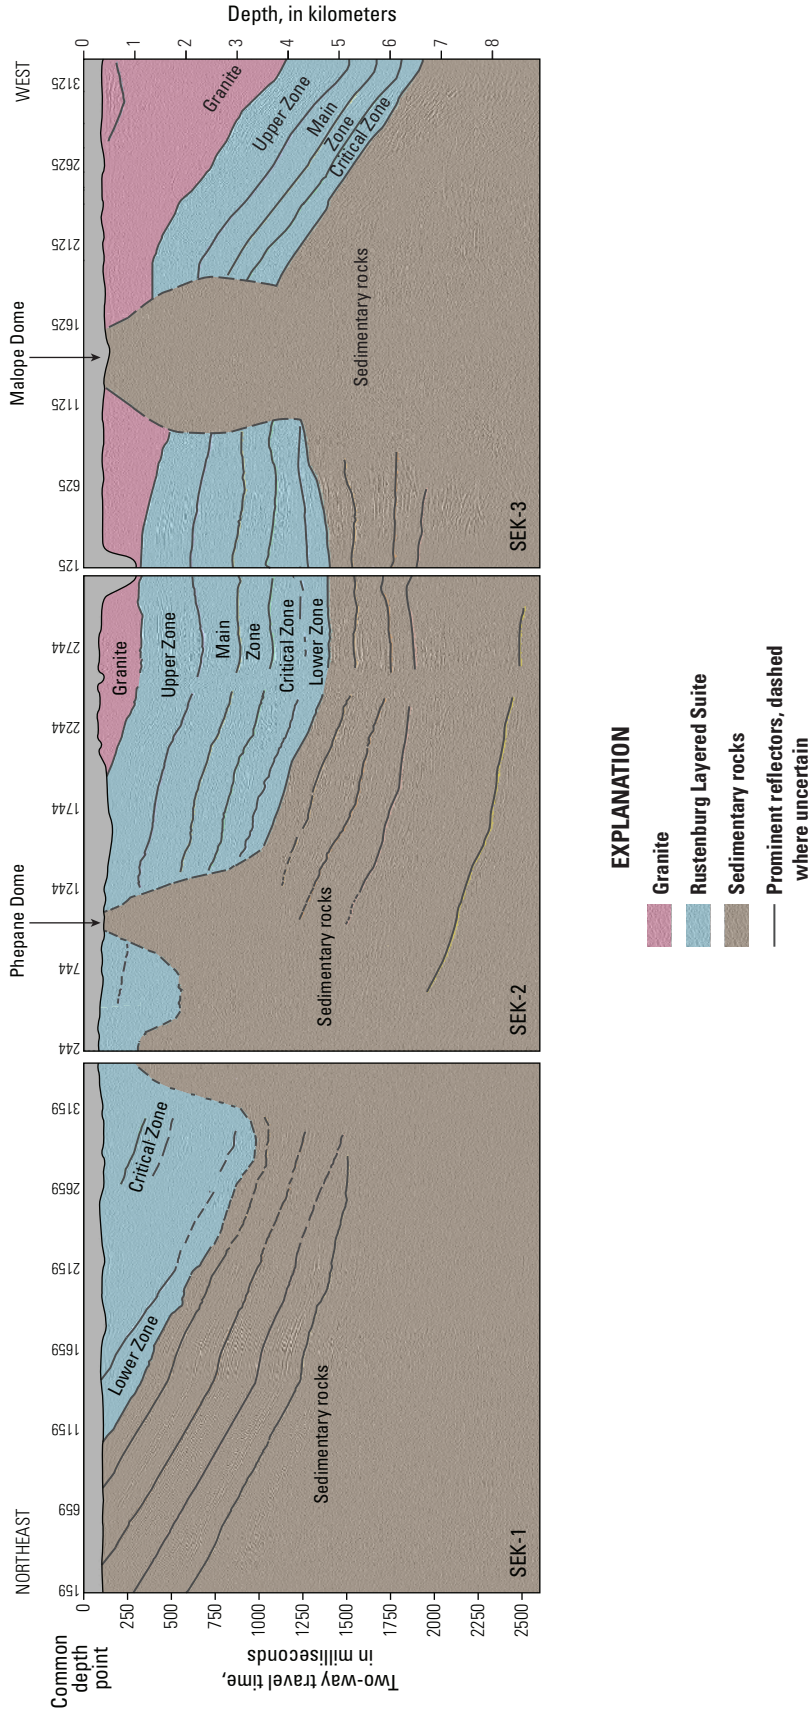 NORTHEAST
WEST
Phepane Dome
Malope Dome
Common
depth
point
159
659
1159
1659
2159
2659
3159
244
744
1244
1744
2244
2744
125
625
1125
1625
2125
2625
3125
Two-way travel time,
in milliseconds
0
250
500
750
1000
1250
1500
1750
2000
2250
2500
Depth, in kilometers
0
1
2
3
4
5
6
7
8
Lower Zone
Critical Zone
Sedimentary rocks
SEK-1
Granite
Upper Zone
Main
Zone
Critical Zone
Lower Zone
Sedimentary rocks
SEK-2
Granite
Upper Zone
Main
Zone
Critical Zone
Sedimentary rocks
SEK-3
EXPLANATION
Granite
Rustenburg Layered Suite
Sedimentary rocks
Prominent reflectors, dashed
where uncertain